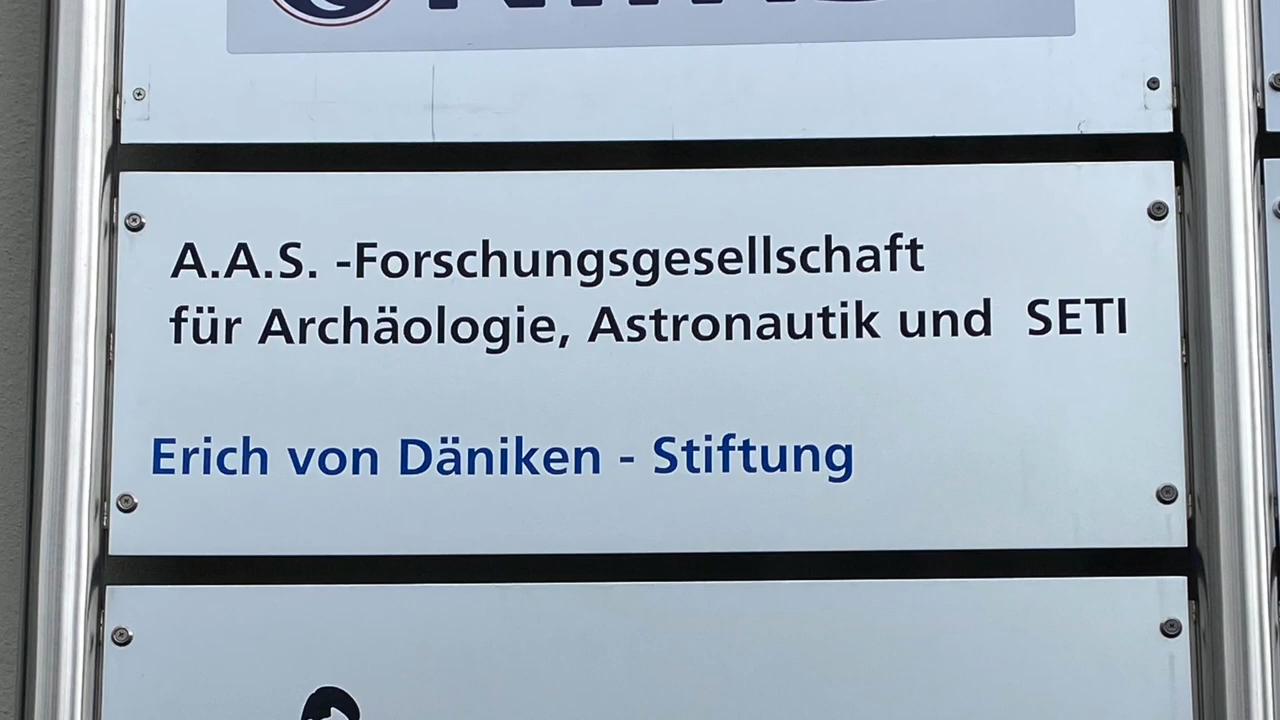 A.A.S. -Forschungsgesellschaft
für Archäologie, Astronautik und SETI
Erich von Däniken - Stiftung